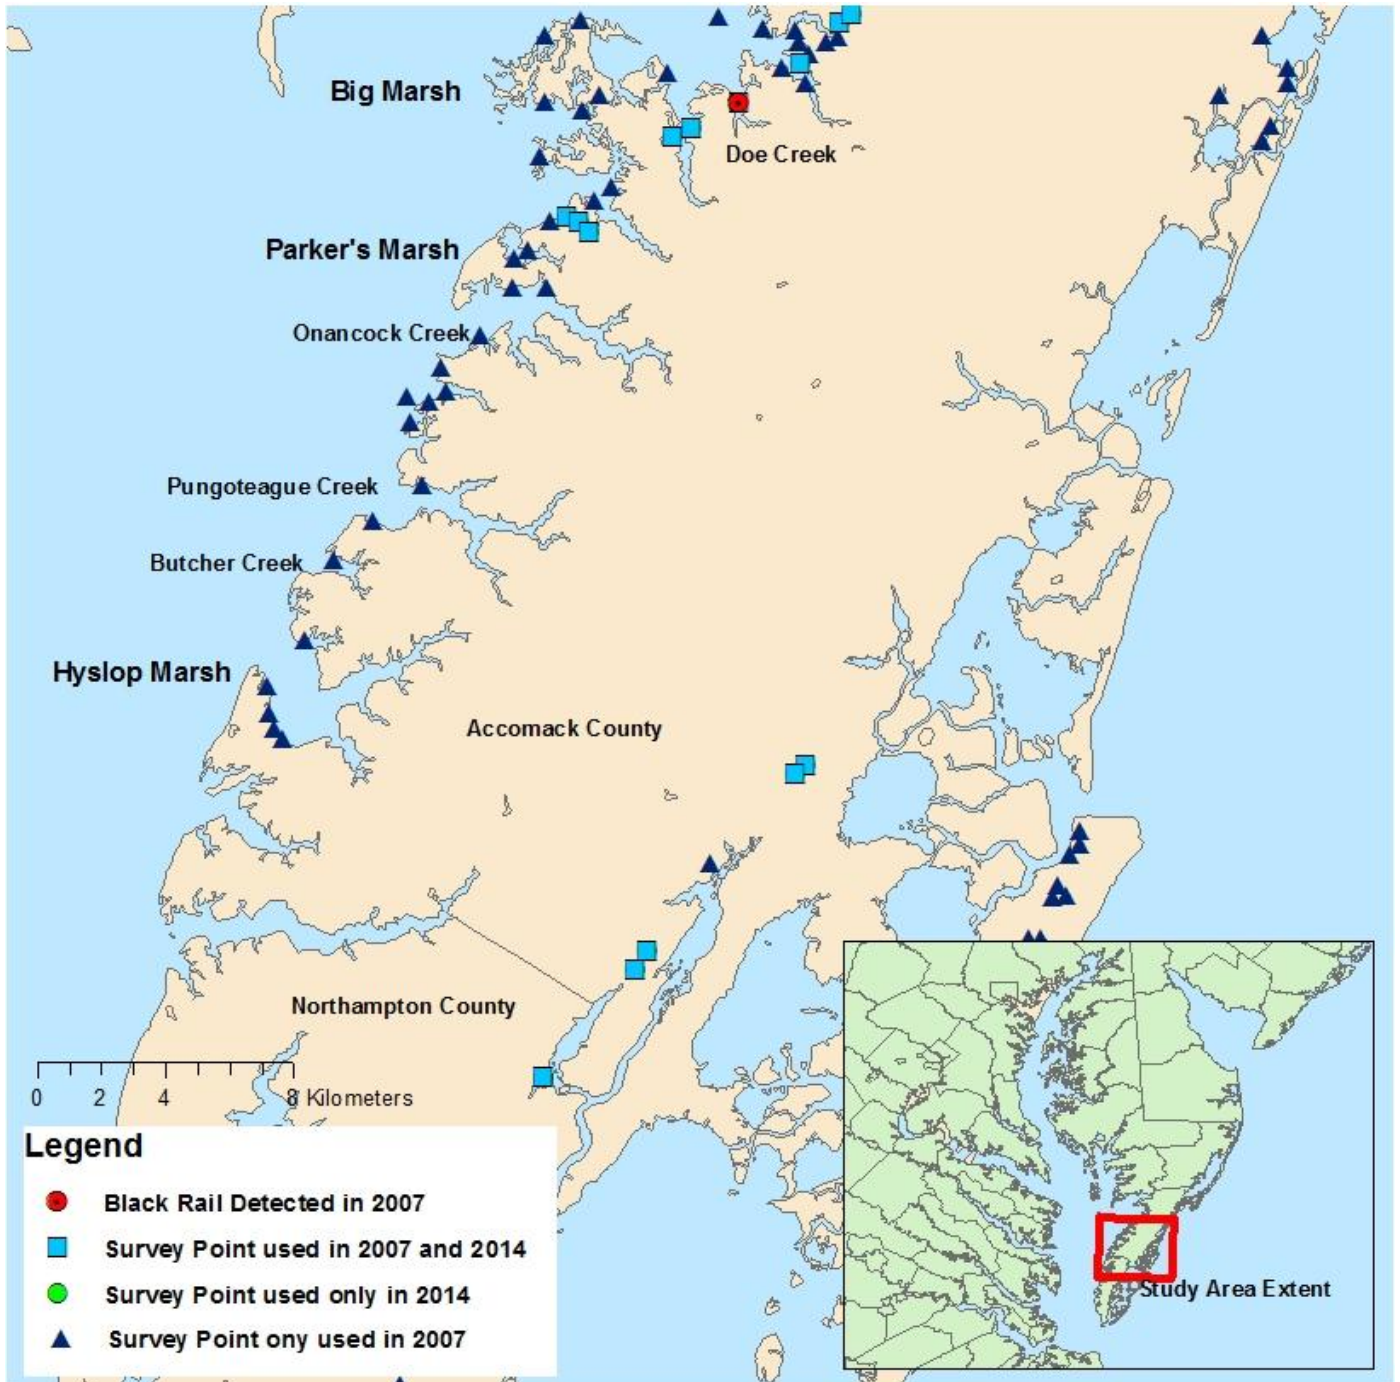 Big Marsh
Doe Creek
Parker's Marsh
Onancock Creek
Pungoteague Creek
Butcher Creek
Hyslop Marsh
Accomack County
Northampton County
0 2 4 8 Kilometers
Legend
Black Rail Detected in 2007
Survey Point used in 2007 and 2014
Survey Point used only in 2014
Survey Point ony used in 2007
Study Area Extent